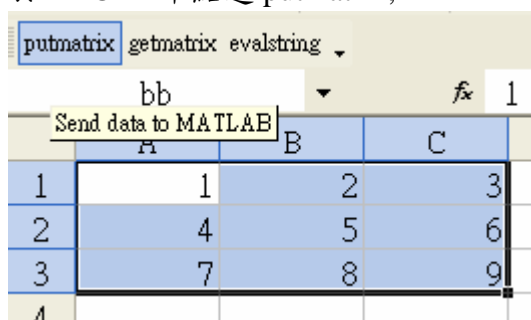 putmatrix getmatrix evalstring
bb fx 1
Send data to MATLAB
A B C
1 1 2 3
2 4 5 6
3 7 8 9